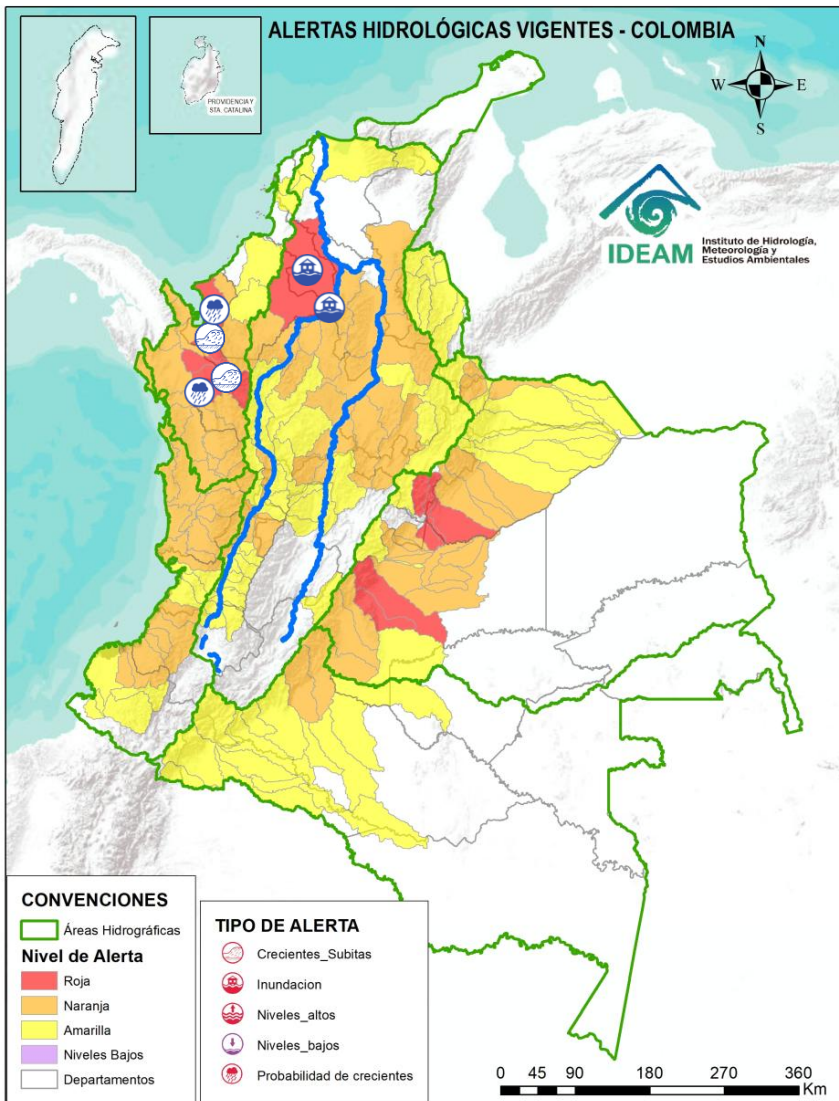 ALERTAS HIDROLÓGICAS VIGENTES - COLOMBIA
PROVIDENCIA Y
STA. CATALINA
N
W
E
S
IDEAM
Instituto de Hidrología,
Meteorología y
Estudios Ambientales
CONVENCIONES
Áreas Hidrográficas
Nivel de Alerta
Roja
Naranja
Amarilla
Niveles Bajos
Departamentos
TIPO DE ALERTA
Crecientes_Subitas
Inundacion
Niveles_altos
Niveles_bajos
Probabilidad de crecientes
0 45 90 180 270 360
Km